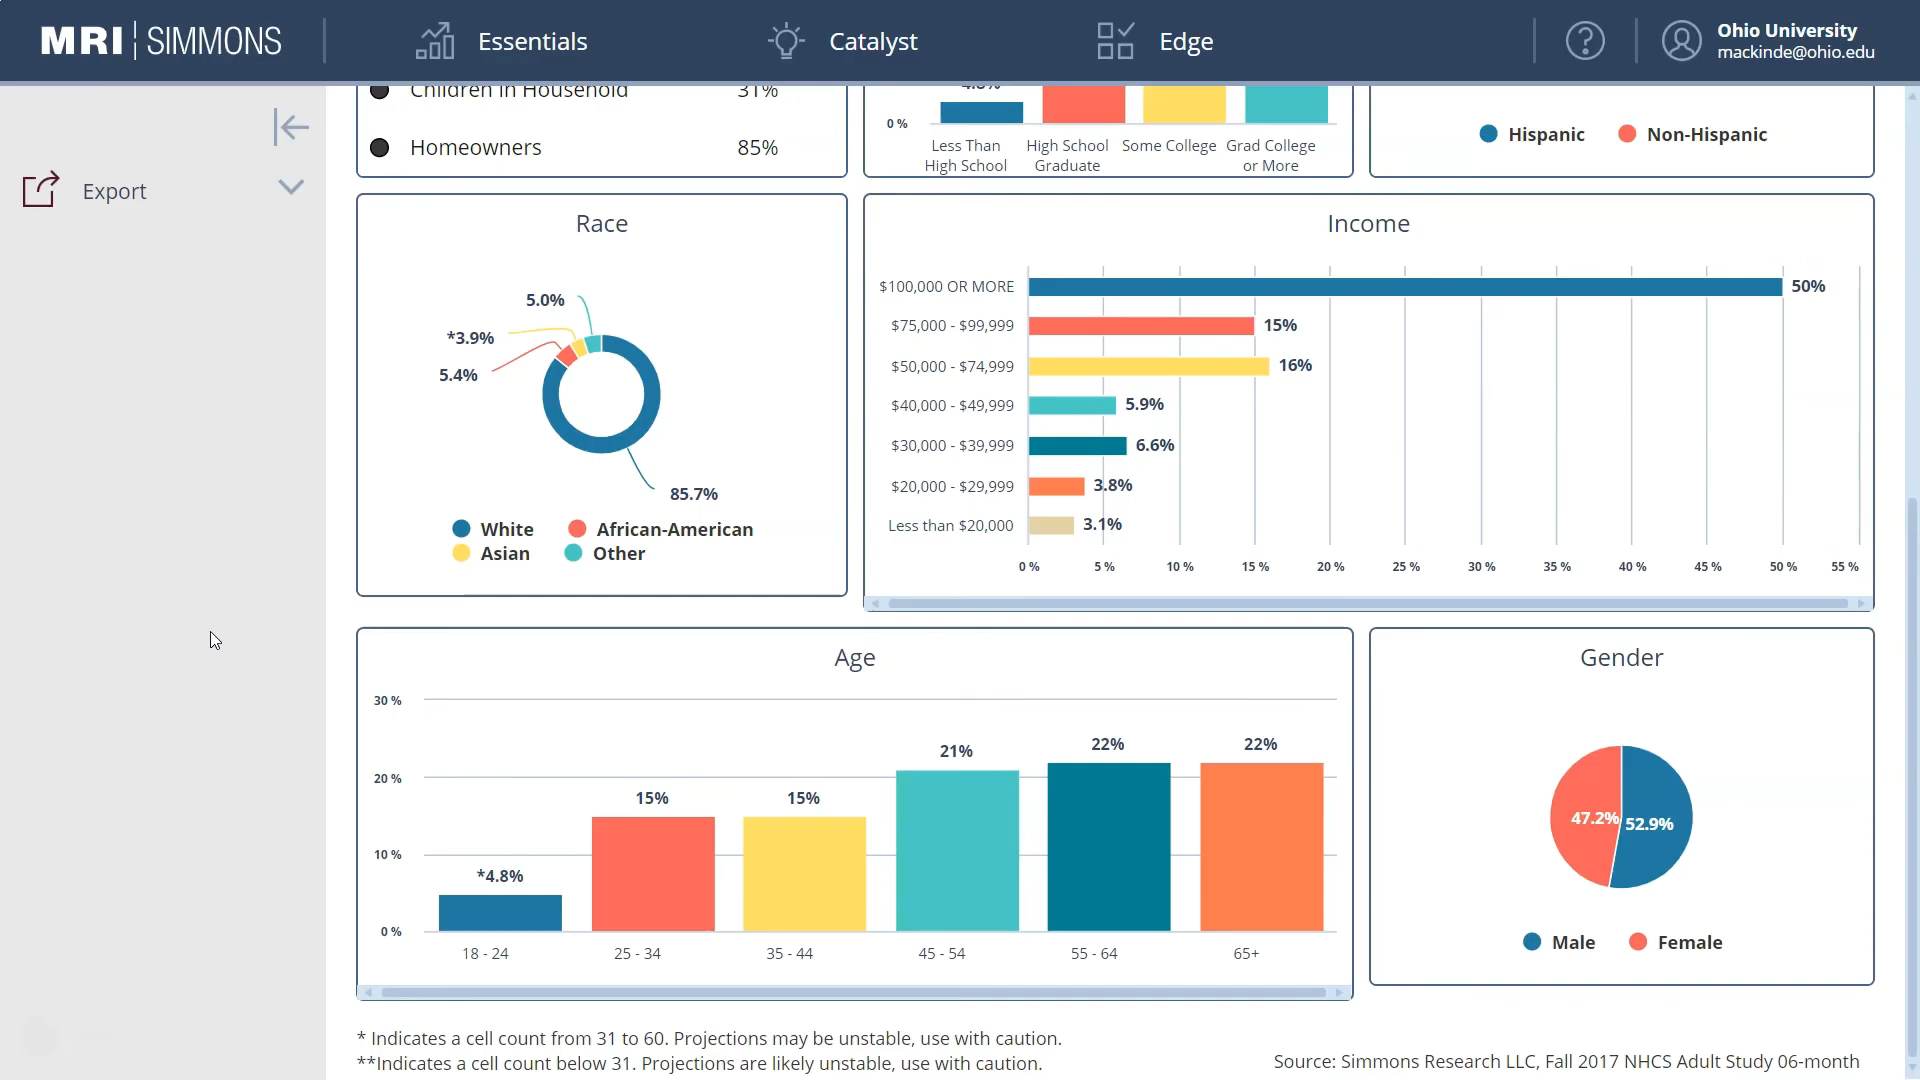 MRI SIMMONS
Essentials
Catalyst
Edge
Ohio University
mackinde@ohio.edu
Export
Children in Household 31%
Homeowners 85%
4.8%
0 %
Less Than High School
High School Graduate
Some College
Grad College or More
Hispanic Non-Hispanic
Race
5.0%
*3.9%
5.4%
85.7%
White African-American
Asian Other
Income
$100,000 OR MORE 50%
$75,000 - $99,999 15%
$50,000 - $74,999 16%
$40,000 - $49,999 5.9%
$30,000 - $39,999 6.6%
$20,000 - $29,999 3.8%
Less than $20,000 3.1%
0 % 5 % 10 % 15 % 20 % 25 % 30 % 35 % 40 % 45 % 50 % 55 %
Age
30 %
20 %
10 %
0 %
*4.8% 15% 15% 21% 22% 22%
18 - 24 25 - 34 35 - 44 45 - 54 55 - 64 65+
Gender
47.2% 52.9%
Male Female
* Indicates a cell count from 31 to 60. Projections may be unstable, use with caution.
**Indicates a cell count below 31. Projections are likely unstable, use with caution.
Source: Simmons Research LLC, Fall 2017 NHCS Adult Study 06-month